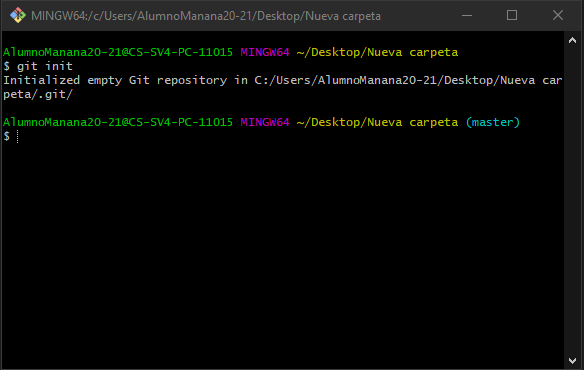 MINGW64:/c/Users/AlumnoManana20-21/Desktop/Nueva carpeta
AlumnoManana20-21@CS-SV4-PC-11015 MINGW64 ~/Desktop/Nueva carpeta
$ git init
Initialized empty Git repository in C:/Users/AlumnoManana20-21/Desktop/Nueva car
peta/.git/
AlumnoManana20-21@CS-SV4-PC-11015 MINGW64 ~/Desktop/Nueva carpeta (master)
$